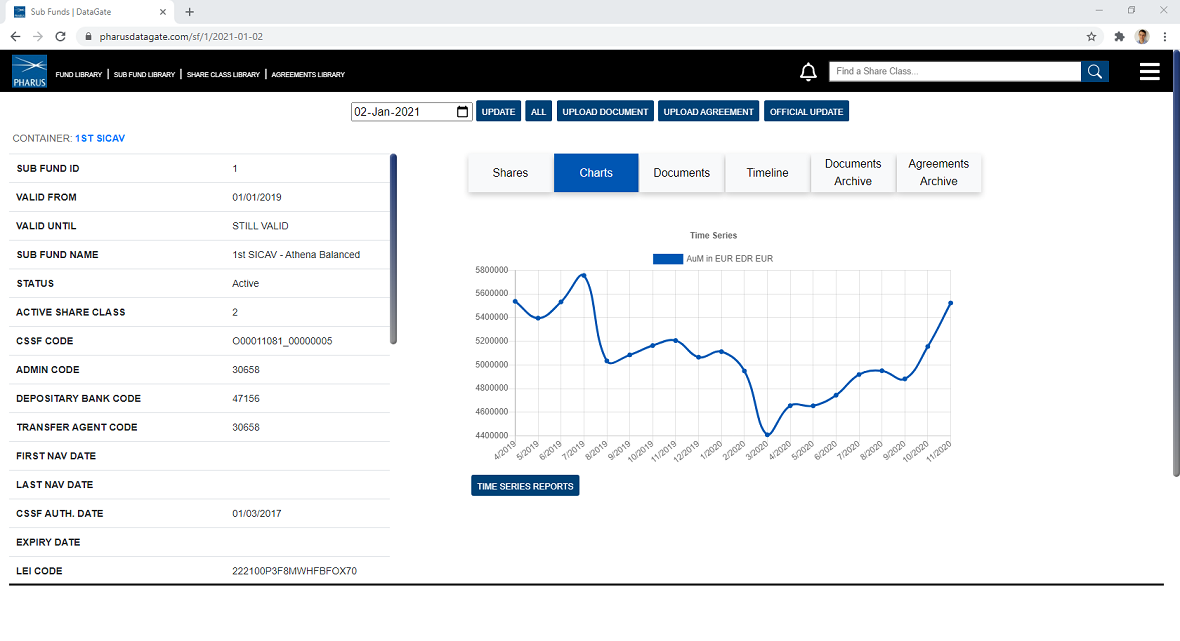 Sub Funds | DataGate
pharusdatagate.com/sf/1/2021-01-02
PHARUS
FUND LIBRARY | SUB FUND LIBRARY | SHARE CLASS LIBRARY | AGREEMENTS LIBRARY
Find a Share Class...
02-Jan-2021
UPDATE
ALL
UPLOAD DOCUMENT
UPLOAD AGREEMENT
OFFICIAL UPDATE
CONTAINER: 1ST SICAV
SUB FUND ID 1
VALID FROM 01/01/2019
VALID UNTIL STILL VALID
SUB FUND NAME 1st SICAV - Athena Balanced
STATUS Active
ACTIVE SHARE CLASS 2
CSSF CODE O00011081_00000005
ADMIN CODE 30658
DEPOSITARY BANK CODE 47156
TRANSFER AGENT CODE 30658
FIRST NAV DATE
LAST NAV DATE
CSSF AUTH. DATE 01/03/2017
EXPIRY DATE
LEI CODE 222100P3F8MWHFBFOX70
Shares
Charts
Documents
Timeline
Documents
Archive
Agreements
Archive
Time Series
AuM in EUR EDR EUR
5800000
5600000
5400000
5200000
5000000
4800000
4600000
4400000
4/2019
5/2019
6/2019
7/2019
8/2019
9/2019
10/2019
11/2019
12/2019
1/2020
2/2020
3/2020
4/2020
5/2020
6/2020
7/2020
8/2020
9/2020
10/2020
11/2020
TIME SERIES REPORTS